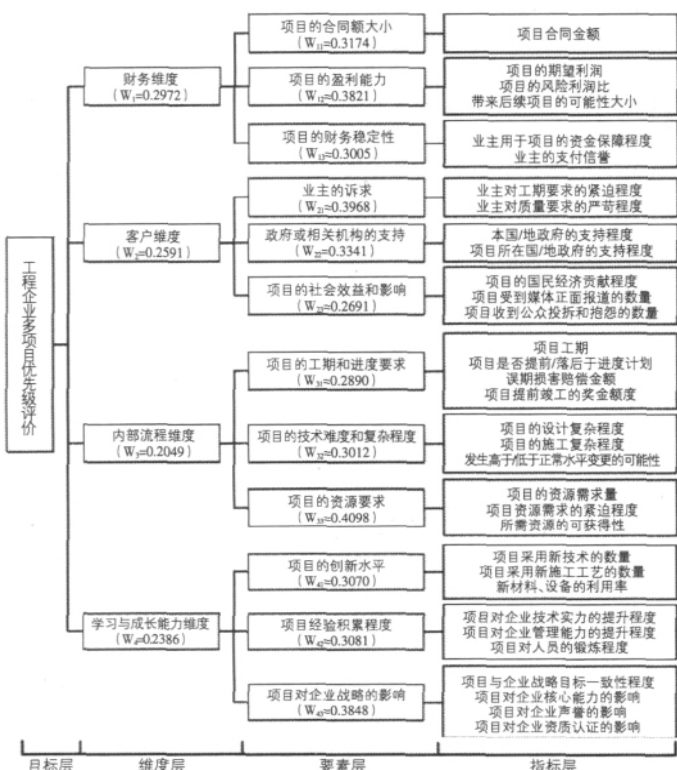 工程企业多项目优先级评价
财务维度
(W₁=0.2972)
项目的合同额大小
(W₁₁=0.3174)
项目合同金额
项目的盈利能力
(W₁₂=0.3821)
项目的期望利润
项目的风险利润比
带来后续项目的可能性大小
项目的财务稳定性
(W₁₃=0.3005)
业主用于项目的资金保障程度
业主的支付信誉
客户维度
(W₂=0.2591)
业主的诉求
(W₂₁=0.3968)
业主对工期要求的紧迫程度
业主对质量要求的严苛程度
政府或相关机构的支持
(W₂₂=0.3341)
本国/地政府的支持程度
项目所在国/地政府的支持程度
项目的社会效益和影响
(W₂₃=0.2691)
项目的国民经济贡献程度
项目受到媒体正面报道的数量
项目收到公众投拆和抱怨的数量
内部流程维度
(W₃=0.2049)
项目的工期和进度要求
(W₃₁=0.2890)
项目工期
项目是否提前/落后于进度计划
误期损害赔偿金额
项目提前竣工的奖金额度
项目的技术难度和复杂程度
(W₃₂=0.3012)
项目的设计复杂程度
项目的施工复杂程度
发生高于/低于正常水平变更的可能性
项目的资源要求
(W₃₃=0.4098)
项目的资源需求量
项目资源需求的紧迫程度
所需资源的可获得性
学习与成长能力维度
(W₄=0.2386)
项目的创新水平
(W₄₁=0.3070)
项目采用新技术的数量
项目采用新施工工艺的数量
新材料、设备的利用率
项目经验积累程度
(W₄₂=0.3081)
项目对企业技术实力的提升程度
项目对企业管理能力的提升程度
项目对人员的锻炼程度
项目对企业战略的影响
(W₄₃=0.3848)
项目与企业战略目标一致性程度
项目对企业核心能力的影响
项目对企业声誉的影响
项目对企业资质认证的影响
目标层
维度层
要素层
指标层